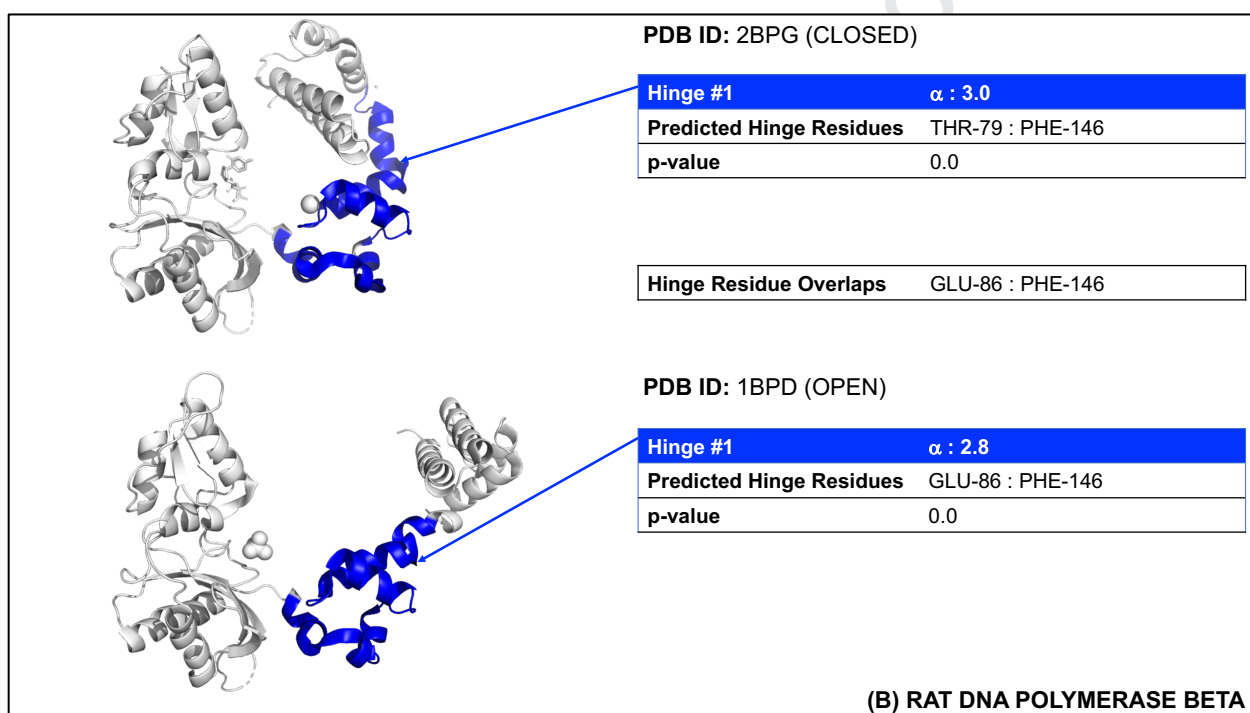 PDB ID: 2BPG (CLOSED)
Hinge #1 α : 3.0
Predicted Hinge Residues THR-79 : PHE-146
p-value 0.0
Hinge Residue Overlaps GLU-86 : PHE-146
PDB ID: 1BPD (OPEN)
Hinge #1 α : 2.8
Predicted Hinge Residues GLU-86 : PHE-146
p-value 0.0
(B) RAT DNA POLYMERASE BETA